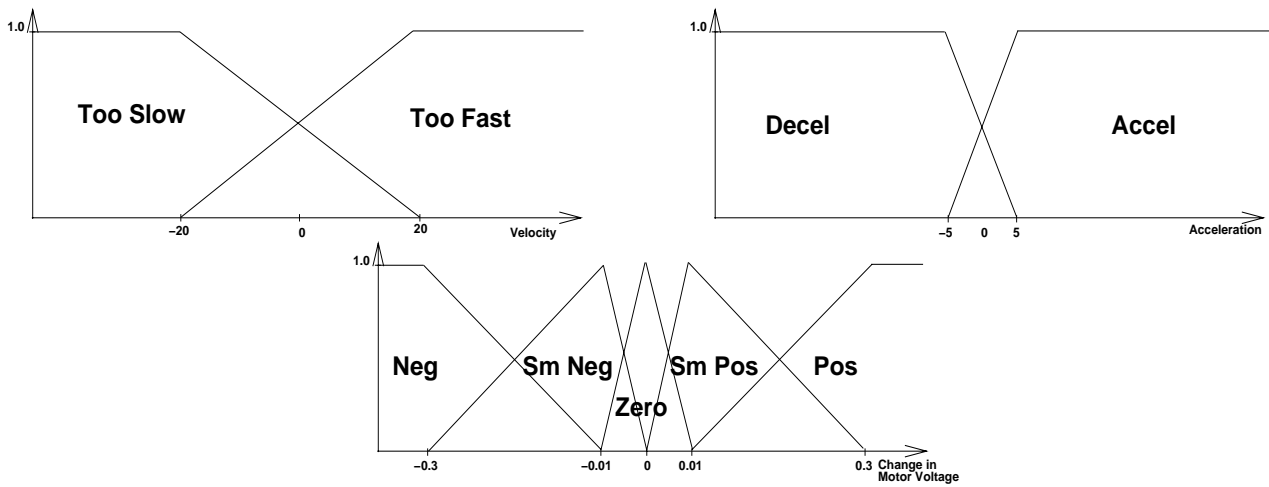 1.0
Too Slow
Too Fast
−20
0
20
Velocity
1.0
Decel
Accel
−5
0
5
Acceleration
1.0
Neg
Sm Neg
Zero
Sm Pos
Pos
−0.3
−0.01
0
0.01
0.3
Change in
Motor Voltage